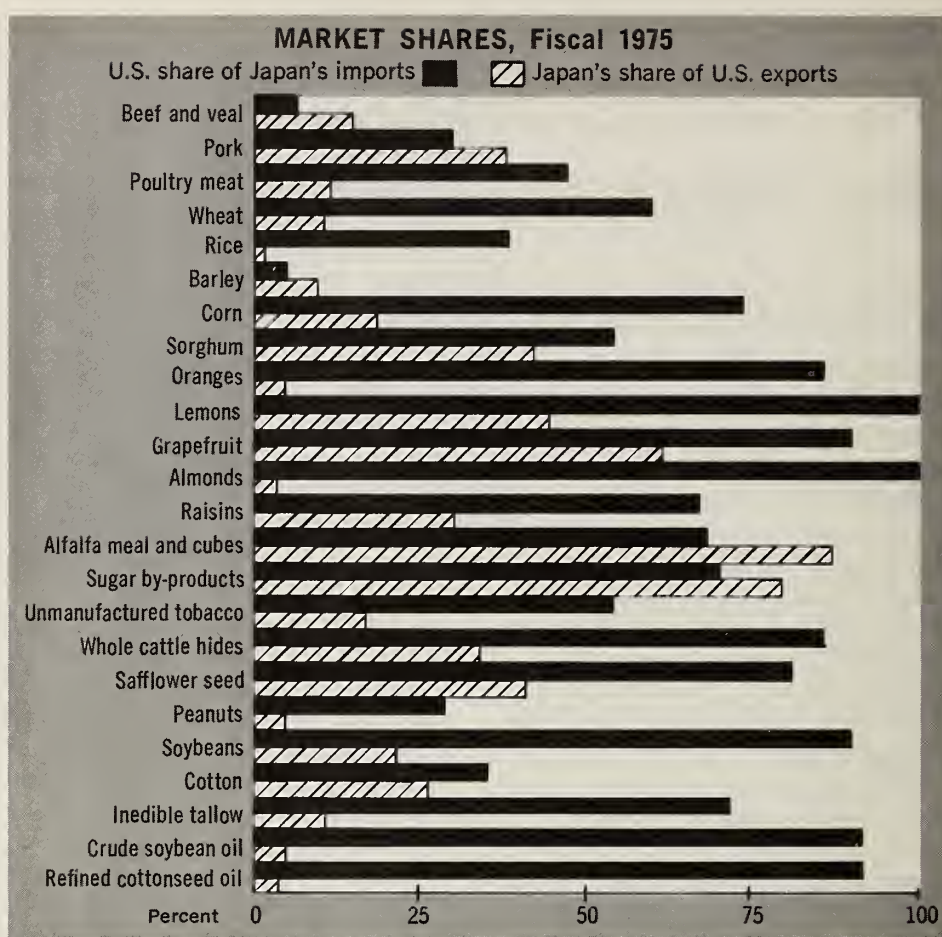 MARKET SHARES, Fiscal 1975
U.S. share of Japan's imports Japan's share of U.S. exports
Beef and veal
Pork
Poultry meat
Wheat
Rice
Barley
Corn
Sorghum
Oranges
Lemons
Grapefruit
Almonds
Raisins
Alfalfa meal and cubes
Sugar by-products
Unmanufactured tobacco
Whole cattle hides
Safflower seed
Peanuts
Soybeans
Cotton
Inedible tallow
Crude soybean oil
Refined cottonseed oil
Percent 0 25 50 75 100